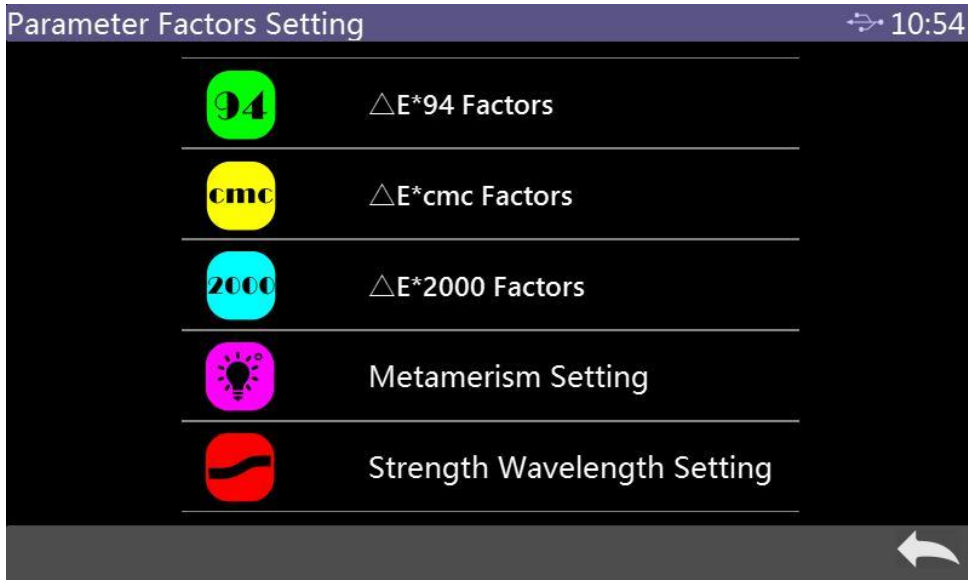 Parameter Factors Setting 10:54
94 △E*94 Factors
cmc △E*cmc Factors
2000 △E*2000 Factors
Metamerism Setting
Strength Wavelength Setting